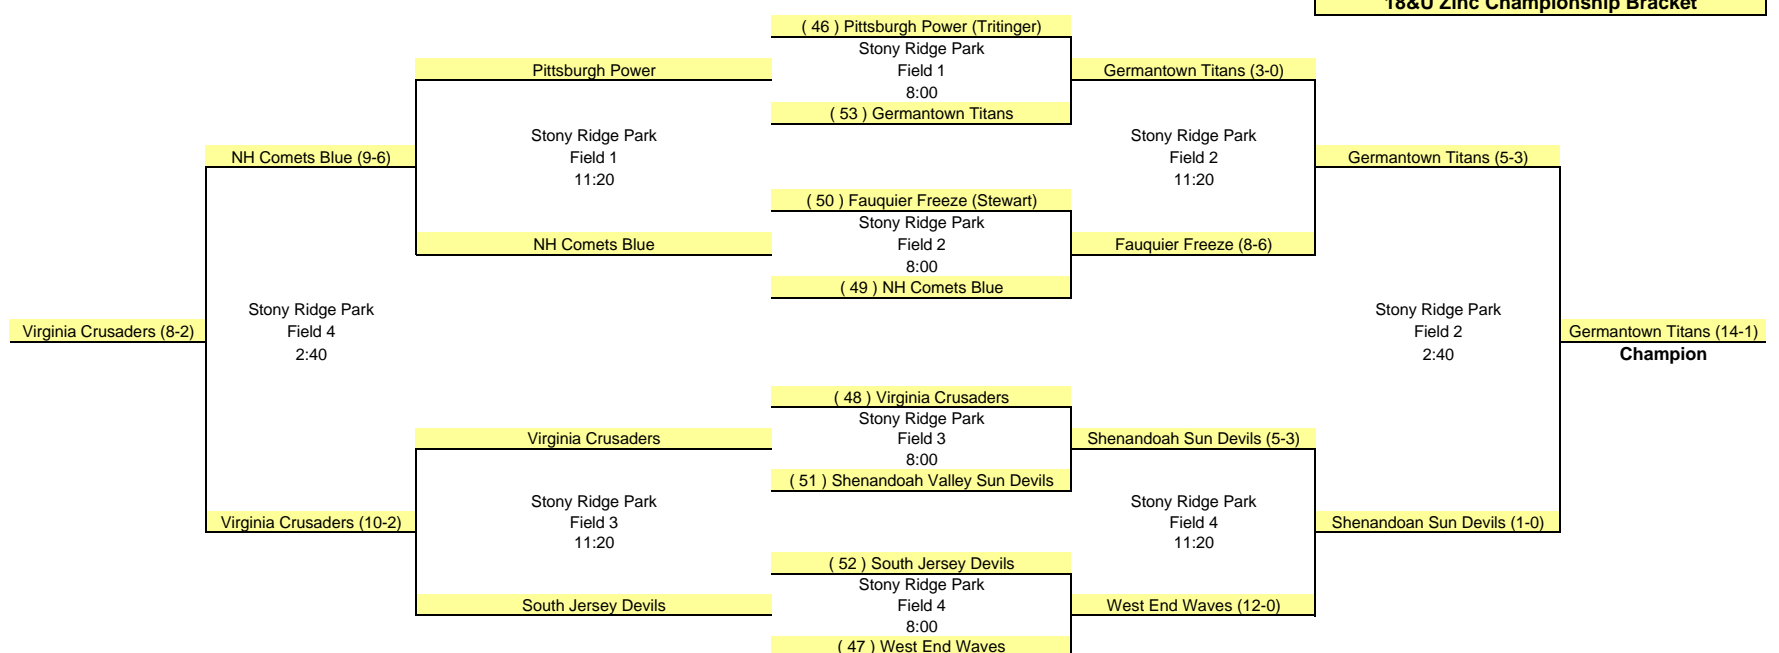 18&U Zinc Championship Bracket
( 46 ) Pittsburgh Power (Tritinger)
Stony Ridge Park
Pittsburgh Power
Field 1
Germantown Titans (3-0)
8:00
( 53 ) Germantown Titans
Stony Ridge Park
Stony Ridge Park
NH Comets Blue (9-6)
Field 1
Field 2
Germantown Titans (5-3)
11:20
11:20
( 50 ) Fauquier Freeze (Stewart)
Stony Ridge Park
NH Comets Blue
Field 2
Fauquier Freeze (8-6)
8:00
( 49 ) NH Comets Blue
Stony Ridge Park
Stony Ridge Park
Virginia Crusaders (8-2)
Field 4
Field 2
Germantown Titans (14-1)
2:40
2:40
Champion
( 48 ) Virginia Crusaders
Stony Ridge Park
Virginia Crusaders
Field 3
Shenandoah Sun Devils (5-3)
8:00
( 51 ) Shenandoah Valley Sun Devils
Stony Ridge Park
Stony Ridge Park
Virginia Crusaders (10-2)
Field 3
Field 4
Shenandoan Sun Devils (1-0)
11:20
11:20
( 52 ) South Jersey Devils
Stony Ridge Park
South Jersey Devils
Field 4
West End Waves (12-0)
8:00
( 47 ) West End Waves